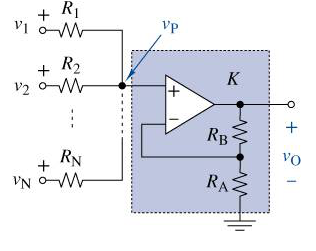 R1
v1
vP
R2
v2
K
RB
RN
vN
RA
vO
+
−
+
+
+
+
−